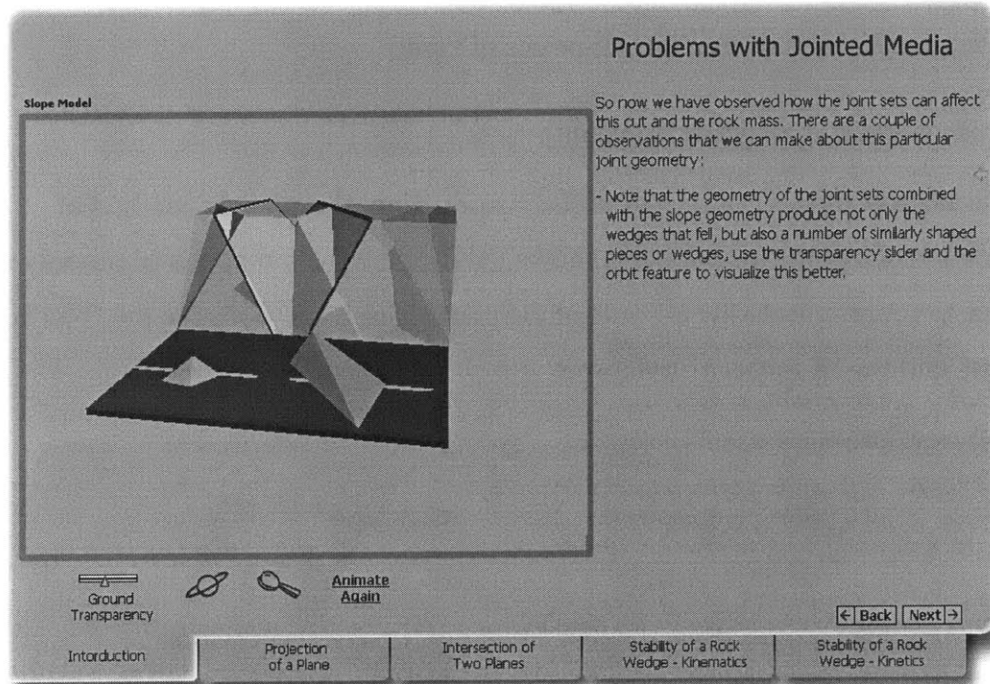 Problems with Jointed Media
Slope Model
So now we have observed how the joint sets can affect
this cut and the rock mass. There are a couple of
observations that we can make about this particular
joint geometry:
- Note that the geometry of the joint sets combined
with the slope geometry produce not only the
wedges that fell, but also a number of similarly shaped
pieces or wedges, use the transparency slider and the
orbit feature to visualize this better.
Ground
Transparency
Animate
Again
← Back
Next →
Intorduction
Projection
of a Plane
Intersection of
Two Planes
Stability of a Rock
Wedge - Kinematics
Stability of a Rock
Wedge - Kinetics